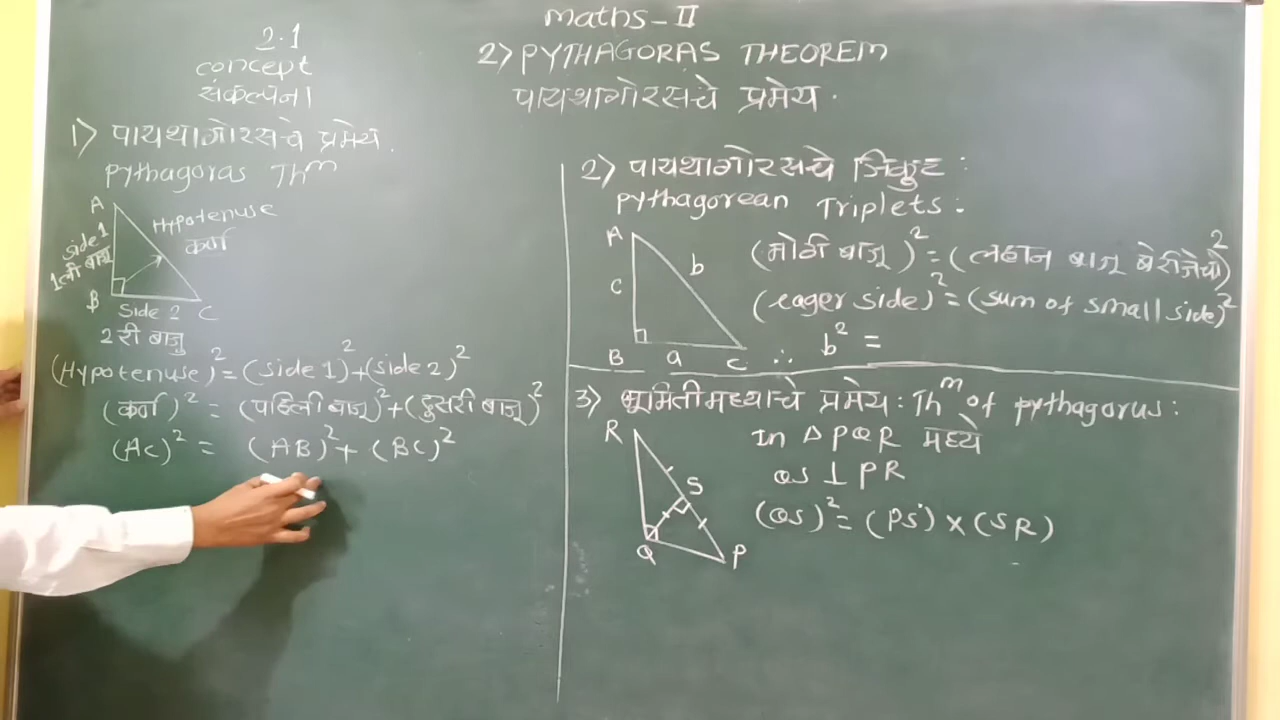 Maths-II
2) PYTHAGORAS THEOREM
पायथागोरसचे प्रमेय.
2.1
concept
संकल्पना
1) पायथागोरसचे प्रमेय.
pythagoras Thm
A
Hypotenuse
कर्ण
Side 1
1ली बाजू
B Side 2 C
2री बाजु
(Hypotenuse)² = (side 1)² + (side 2)²
(कर्ण)² = (पहिली बाजू)² + (दुसरी बाजू)²
(AC)² = (AB)² + (BC)²
2) पायथागोरसचे त्रिकुट :
pythagorean Triplets :
A
b
c
B a C
(मोठी बाजू)² = (लहान बाजू बेरीजेचा)²
(eager side)² = (sum of small side)²
∴ b² =
3) भूमितीमध्याचे प्रमेय : Thm of pythagorus :
R
S
Q P
In △ PQR मध्ये
QS ⊥ PR
(QS)² = (PS) × (SR)